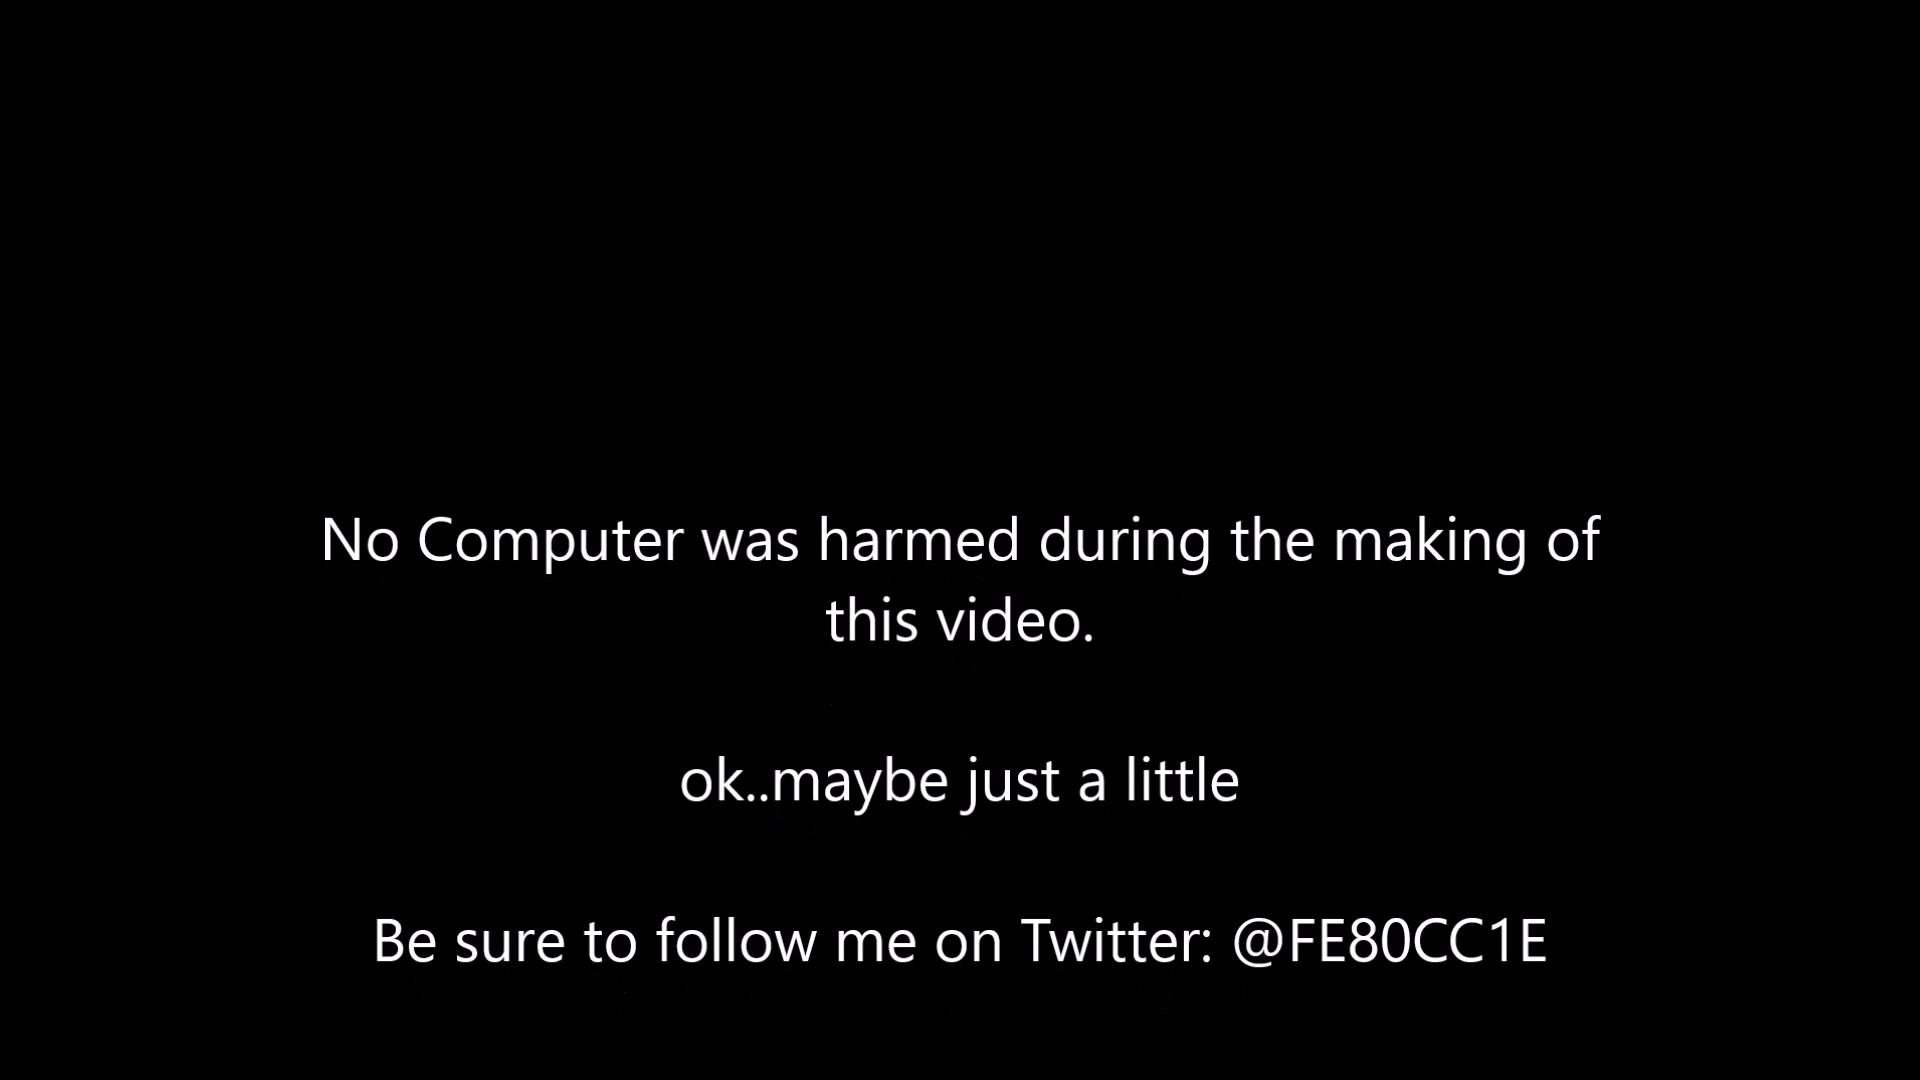 No Computer was harmed during the making of
this video.
ok..maybe just a little
Be sure to follow me on Twitter: @FE80CC1E